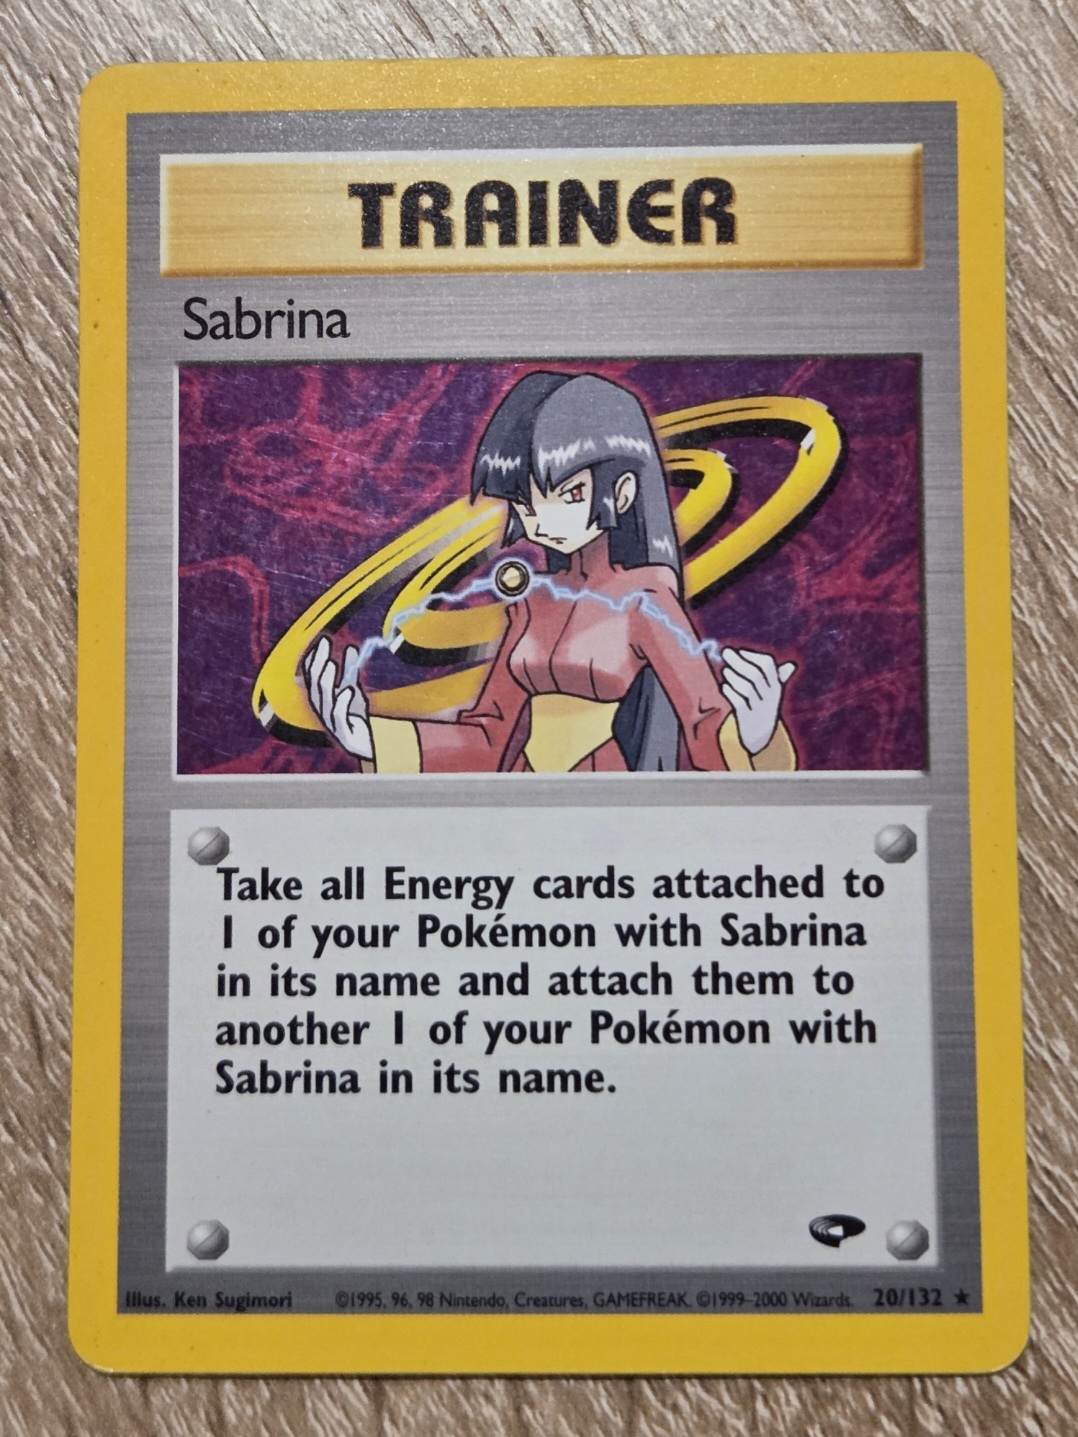 TRAINER
Sabrina
Take all Energy cards attached to
1 of your Pokémon with Sabrina
in its name and attach them to
another 1 of your Pokémon with
Sabrina in its name.
Illus. Ken Sugimori ©1995, 96, 98 Nintendo, Creatures, GAMEFREAK. ©1999-2000 Wizards. 20/132 ★